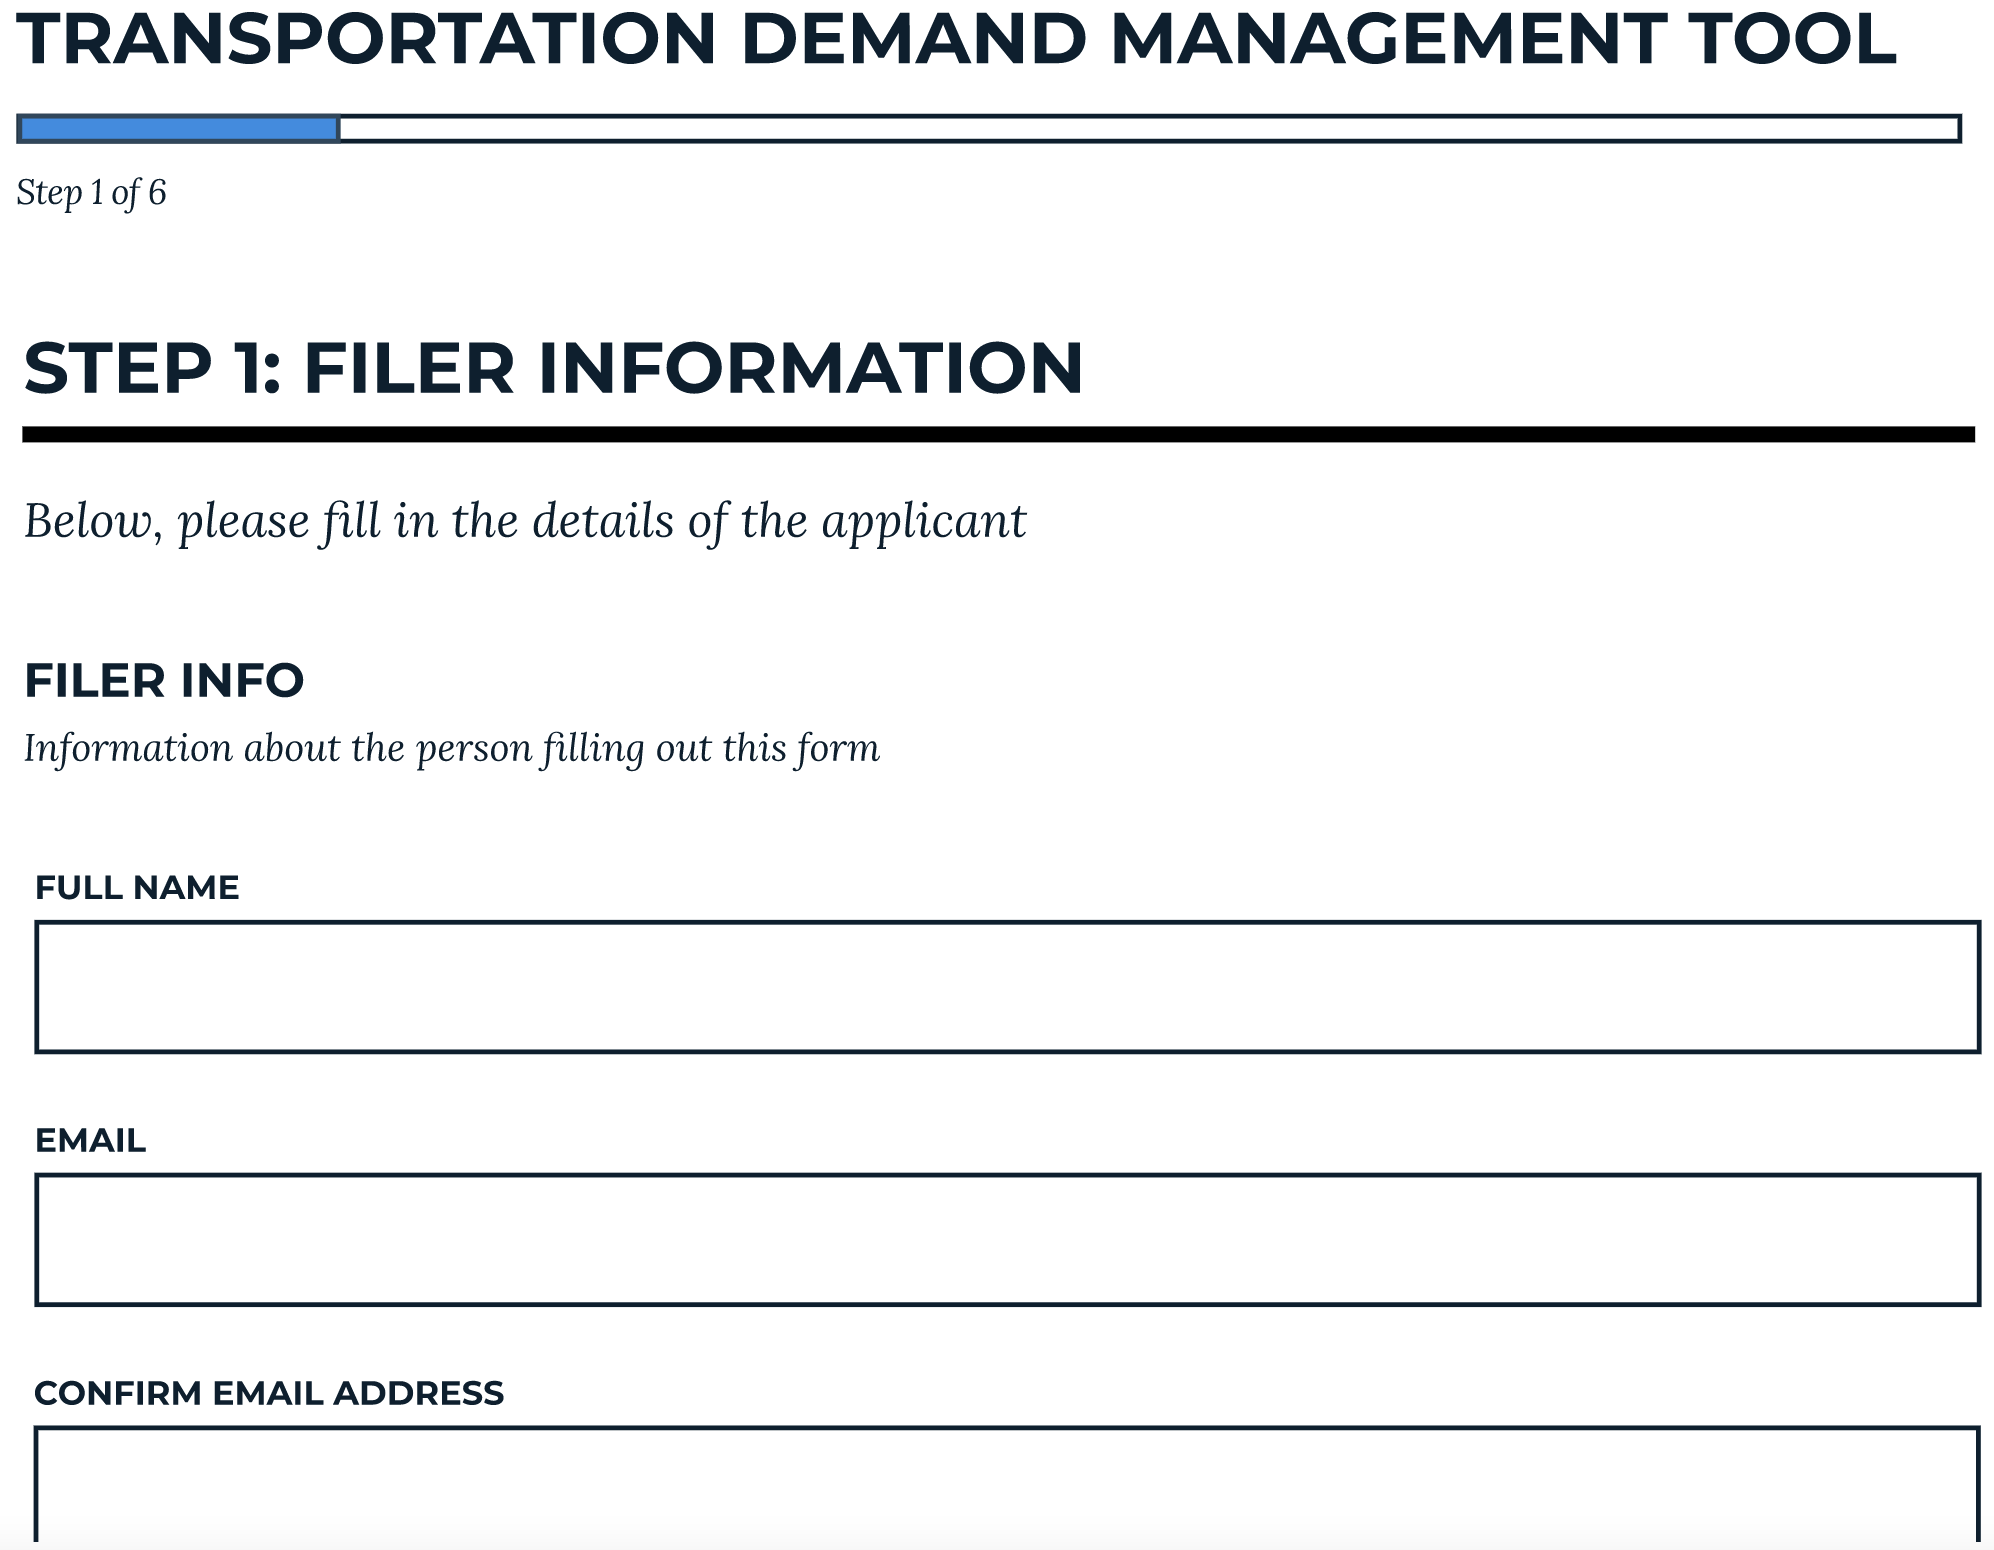 TRANSPORTATION DEMAND MANAGEMENT TOOL
Step 1 of 6
STEP 1: FILER INFORMATION
Below, please fill in the details of the applicant
FILER INFO
Information about the person filling out this form
FULL NAME
EMAIL
CONFIRM EMAIL ADDRESS